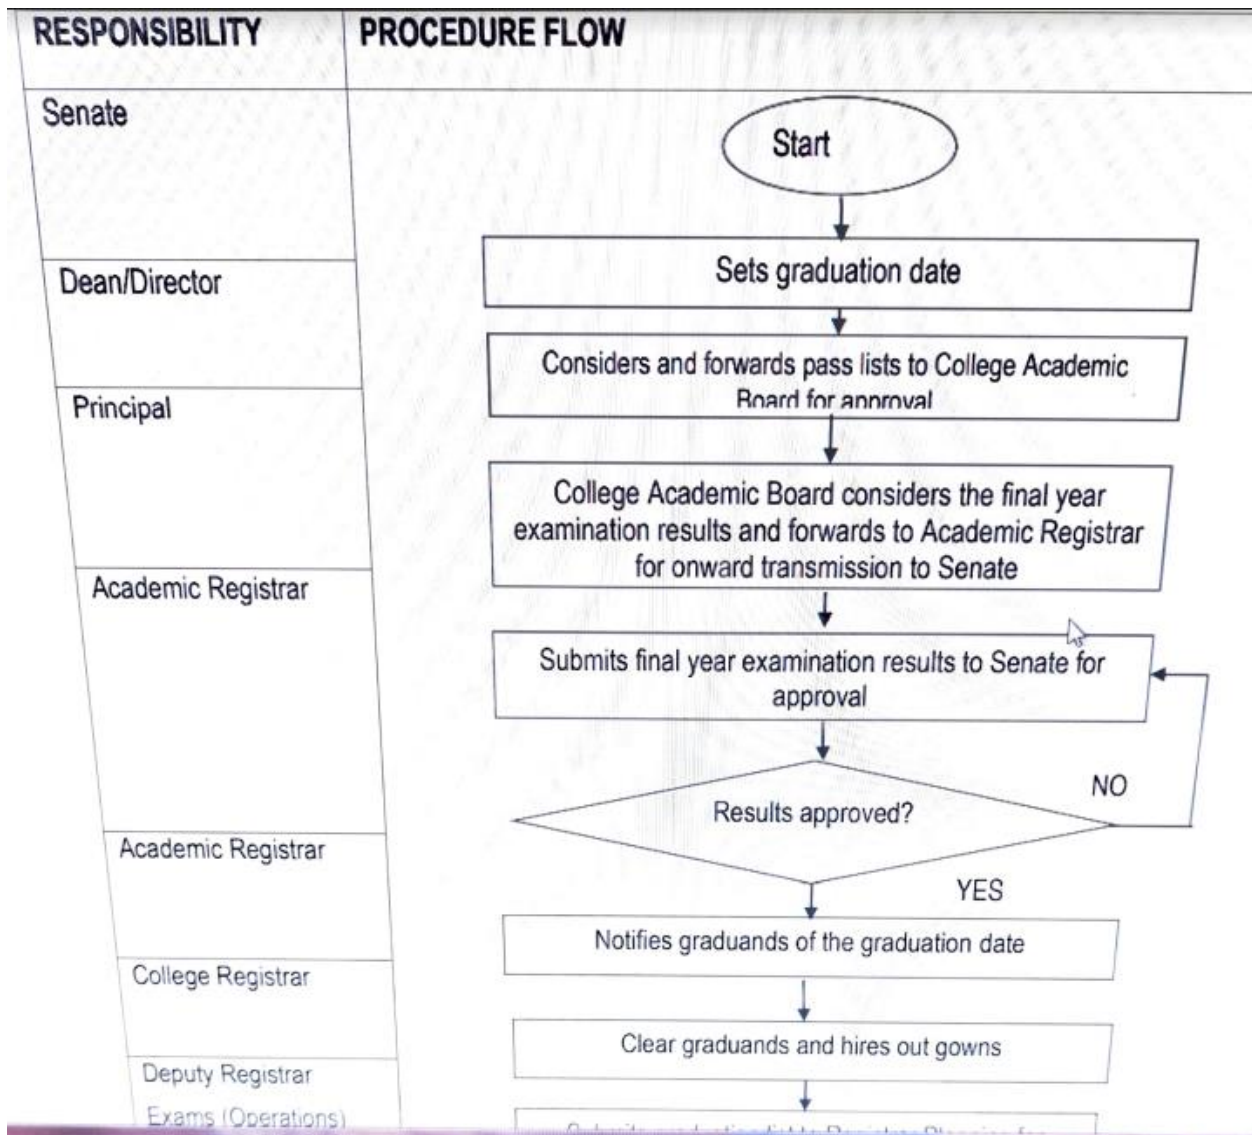 RESPONSIBILITY
PROCEDURE FLOW
Senate
Start
Sets graduation date
Dean/Director
Considers and forwards pass lists to College Academic
Board for approval
Principal
College Academic Board considers the final year
examination results and forwards to Academic Registrar
for onward transmission to Senate
Academic Registrar
Submits final year examination results to Senate for
approval
Results approved?
NO
YES
Academic Registrar
Notifies graduands of the graduation date
College Registrar
Clear graduands and hires out gowns
Deputy Registrar
Exams (Operations)